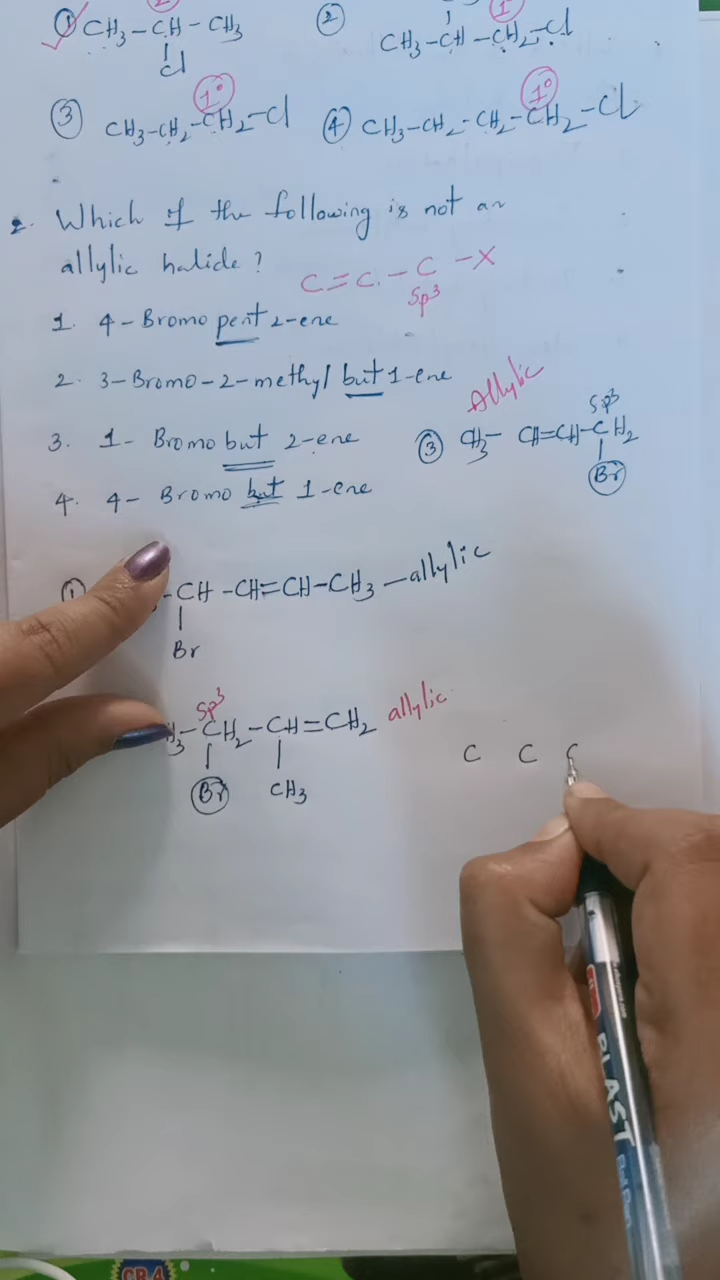 ① CH3-CH-CH3
Cl
②
1°
CH3-CH-CH2-Cl
③ CH3-CH2-CH2-Cl
1°
④ CH3-CH2-CH2-CH2-Cl
1°
2. Which of the following is not an
allylic halide?
C=C-C-X
Sp3
1. 4-Bromo pent 2-ene
2. 3-Bromo-2-methyl but 1-ene
3. 1- Bromo but 2-ene
4. 4- Bromo but 1-ene
Allylic
Sp3
③ CH3- CH=CH-CH2
Br
① -CH-CH=CH-CH3-allylic
Br
Sp3
H3-CH2-CH=CH2 allylic
Br CH3
C C C
BLAST